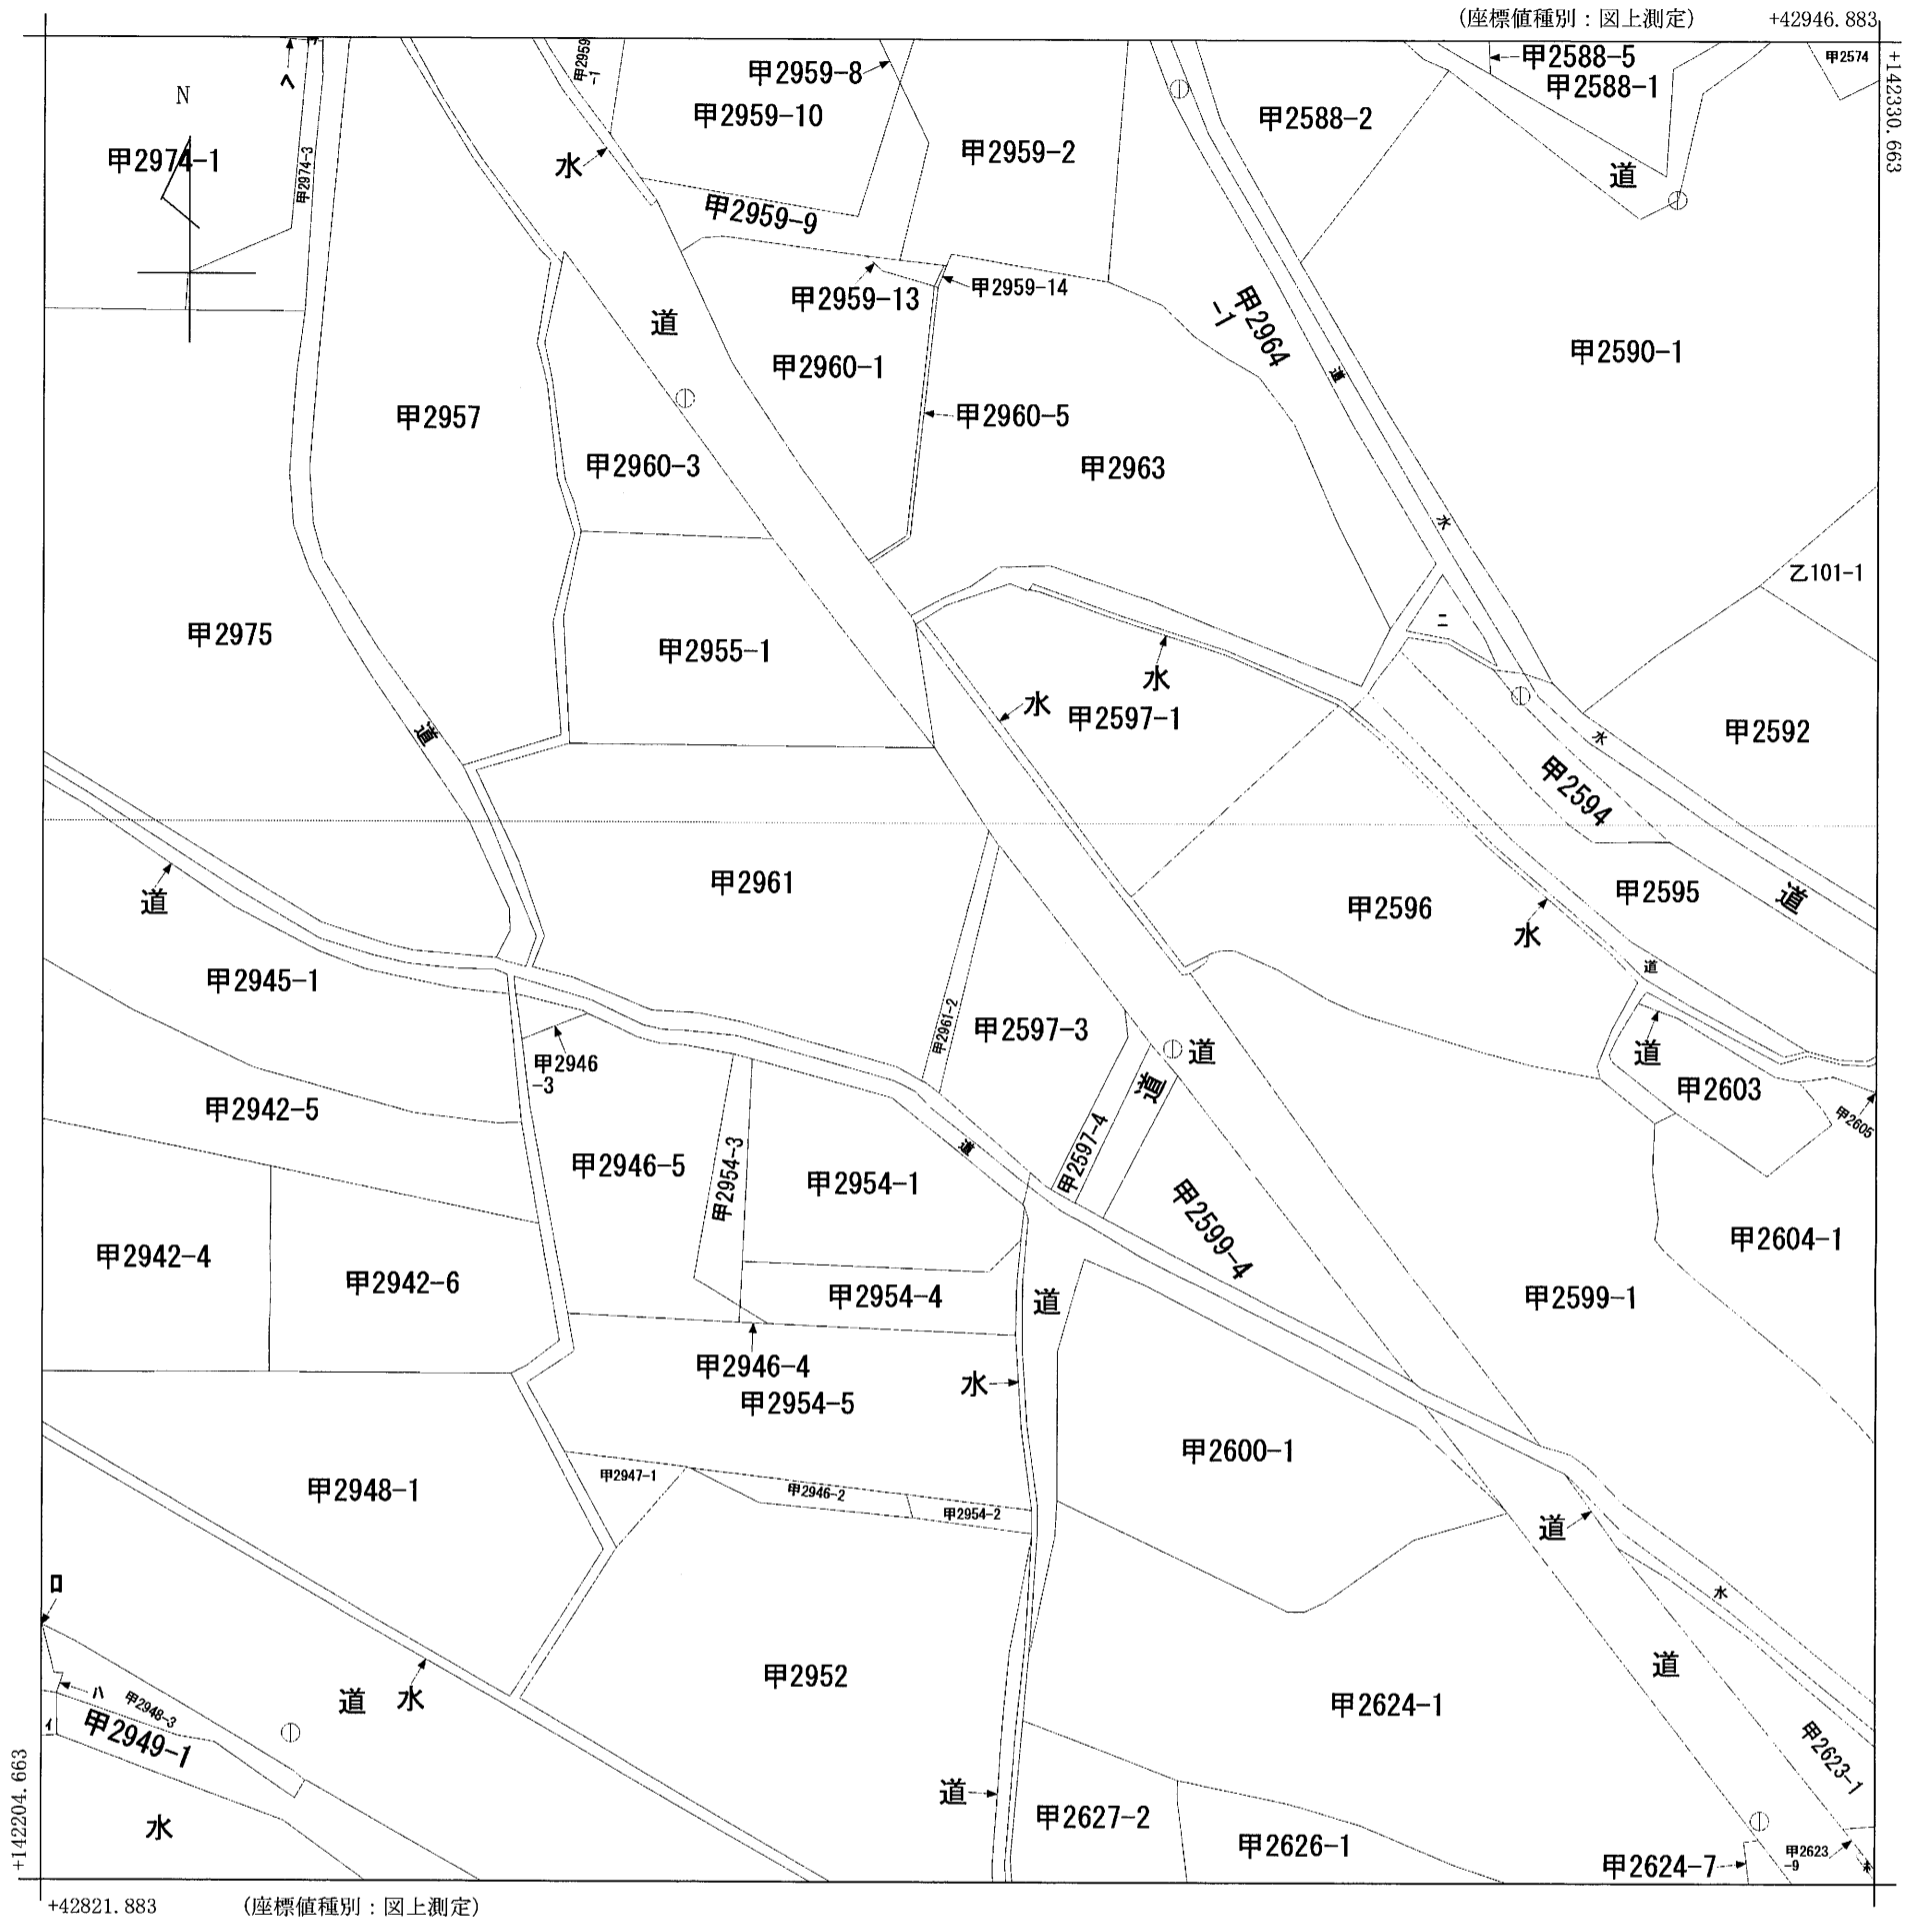 (座標値種別：図上測定)
+42946.883
+142330.663
N
フ
甲2974-1
甲2974-3
甲2959
-1
甲2959-8
甲2959-10
水
甲2959-9
甲2959-2
甲2588-5
甲2588-1
甲2588-2
甲2574
道
甲2959-13
甲2959-14
道
甲2960-1
甲2964
-1
道
甲2590-1
甲2957
甲2960-5
甲2960-3
甲2963
水
乙101-1
ニ
甲2975
甲2955-1
水
水
甲2597-1
道
水
甲2592
甲2594
甲2961
道
甲2596
甲2595
道
水
道
甲2945-1
甲2961-2
甲2597-3
道
道
道
甲2946
-3
甲2603
甲2605
甲2942-5
甲2946-5
甲2954-3
甲2954-1
道
甲2597-4
甲2599-4
甲2604-1
甲2942-4
甲2942-6
甲2954-4
道
甲2599-1
甲2946-4
甲2954-5
水
甲2600-1
甲2948-1
甲2947-1
甲2946-2
甲2954-2
道
ロ
水
甲2952
道
水
道
ハ
甲2948-3
甲2949-1
イ
甲2624-1
甲2623-1
水
道
甲2627-2
甲2626-1
甲2624-7
甲2623
-9
+142204.663
+42821.883
(座標値種別：図上測定)